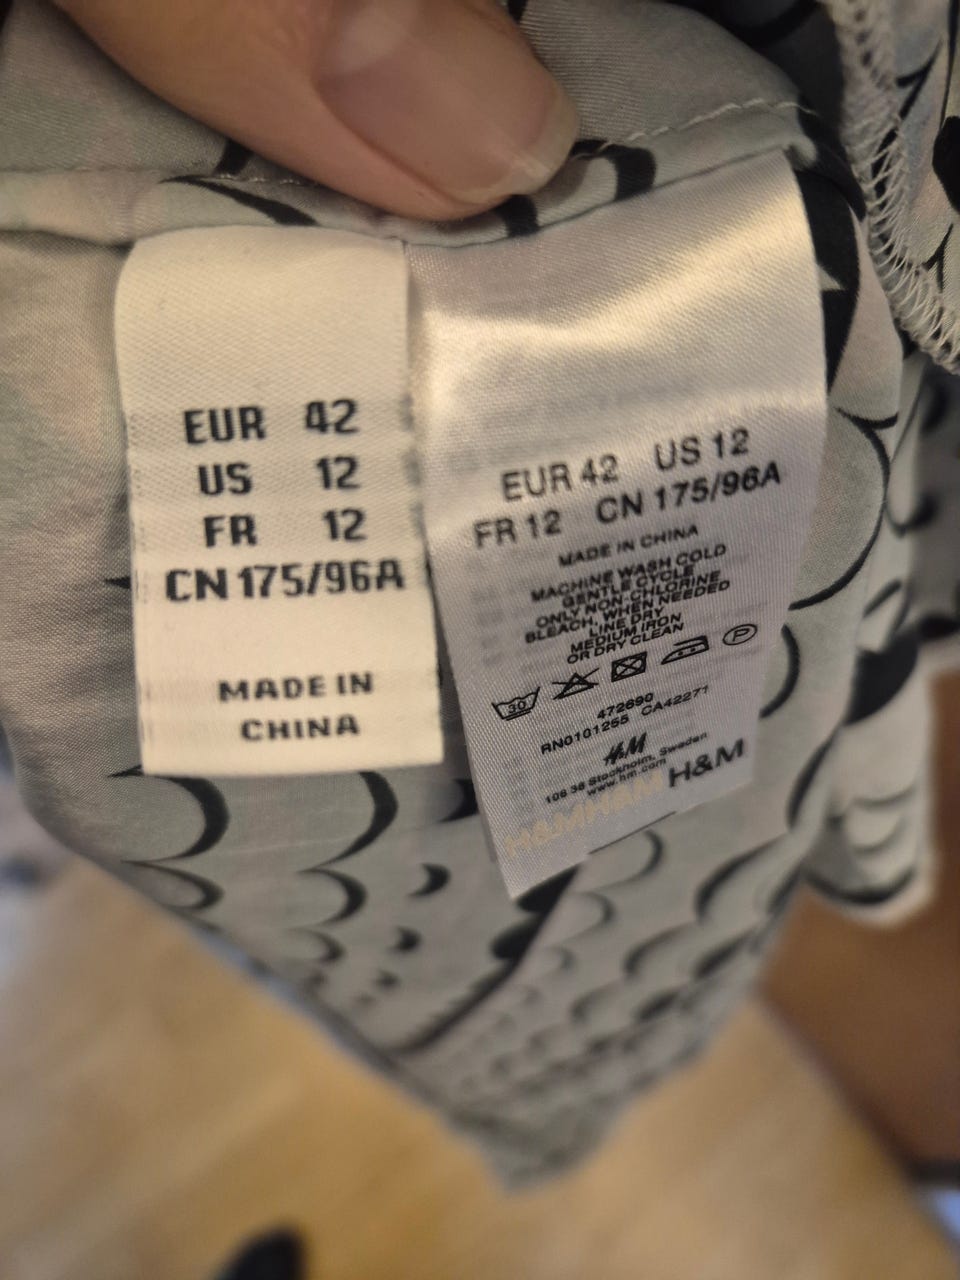 EUR 42
US 12
FR 12
CN 175/96A
MADE IN
CHINA
EUR 42 US 12
FR 12 CN 175/96A
MADE IN CHINA
MACHINE WASH COLD
GENTLE CYCLE
ONLY NON-CHLORINE
BLEACH, WHEN NEEDED
LINE DRY
MEDIUM IRON
OR DRY CLEAN
30
P
472690
RN0101255 CA42271
H&M
106 38 Stockholm, Sweden
www.hm.com
H&MH&M H&M